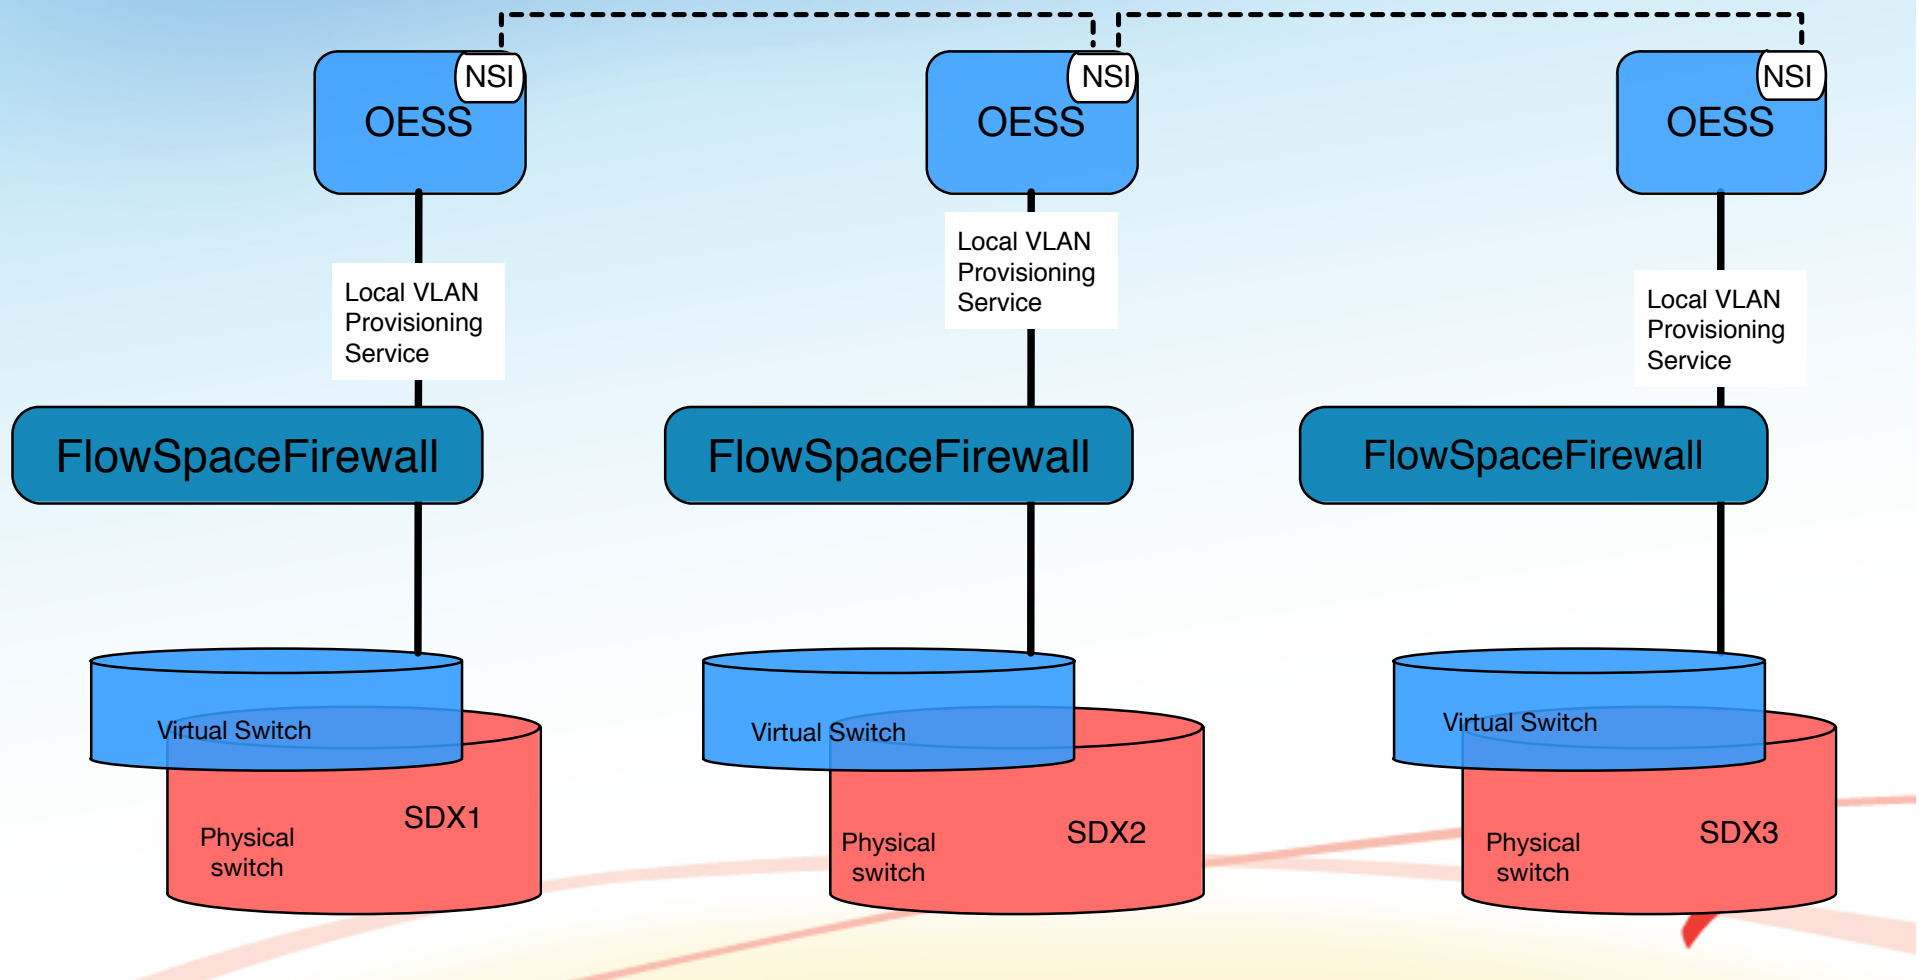 NSI
OESS
NSI
OESS
NSI
OESS
Local VLAN
Provisioning
Service
Local VLAN
Provisioning
Service
Local VLAN
Provisioning
Service
FlowSpaceFirewall
FlowSpaceFirewall
FlowSpaceFirewall
Virtual Switch
Virtual Switch
Virtual Switch
SDX1
Physical
switch
SDX2
Physical
switch
SDX3
Physical
switch